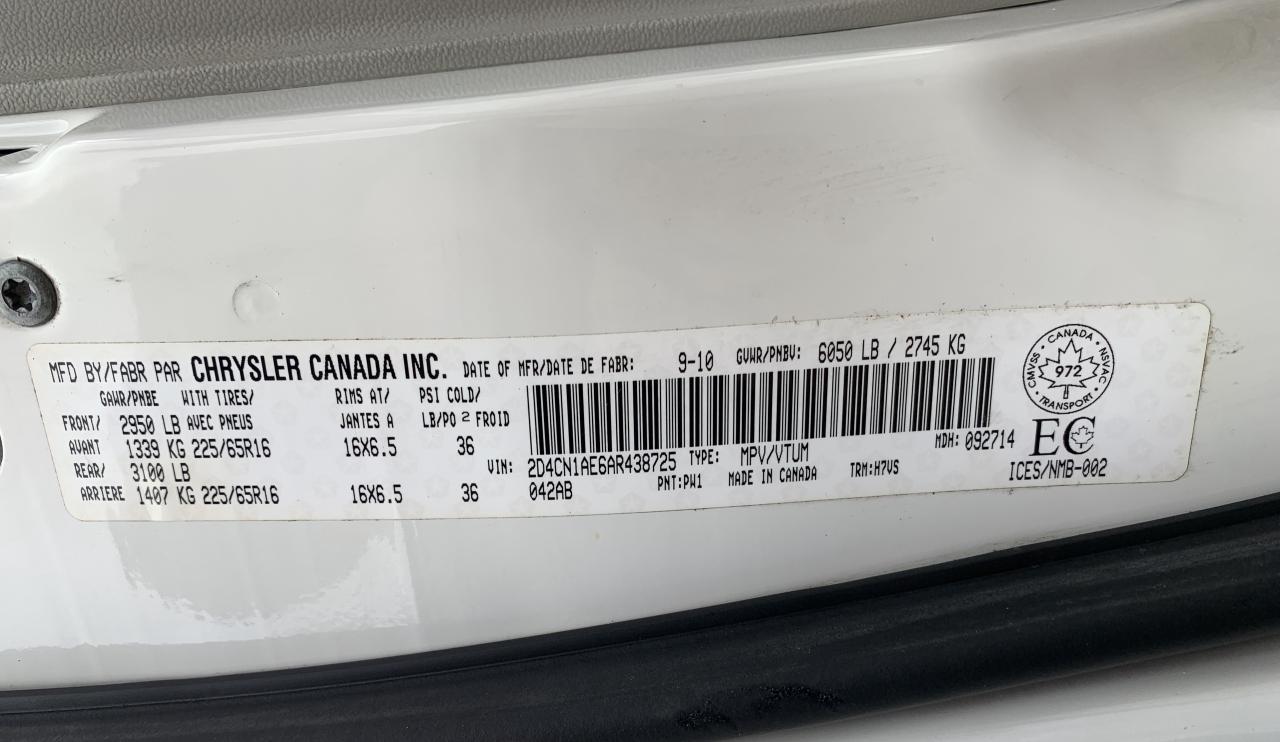 MFD BY/FABR PAR CHRYSLER CANADA INC. DATE OF MFR/DATE DE FABR: 9-10 GVWR/PNBV: 6050 LB / 2745 KG
GAWR/PNBE WITH TIRES/ RIMS AT/ PSI COLD/
FRONT/ 2950 LB AVEC PNEUS JANTES A LB/PO 2 FROID
AVANT 1339 KG 225/65R16 16X6.5 36
REAR/ 3100 LB
ARRIERE 1407 KG 225/65R16 16X6.5 36
VIN: 2D4CN1AE6AR438725 TYPE: MPV/VTUM MDH: 092714
042AB PNT: PW1 MADE IN CANADA TRM: H7VS
CANADA
CMVSS 972 NSVAC
TRANSPORT
EC
ICES/NMB-002